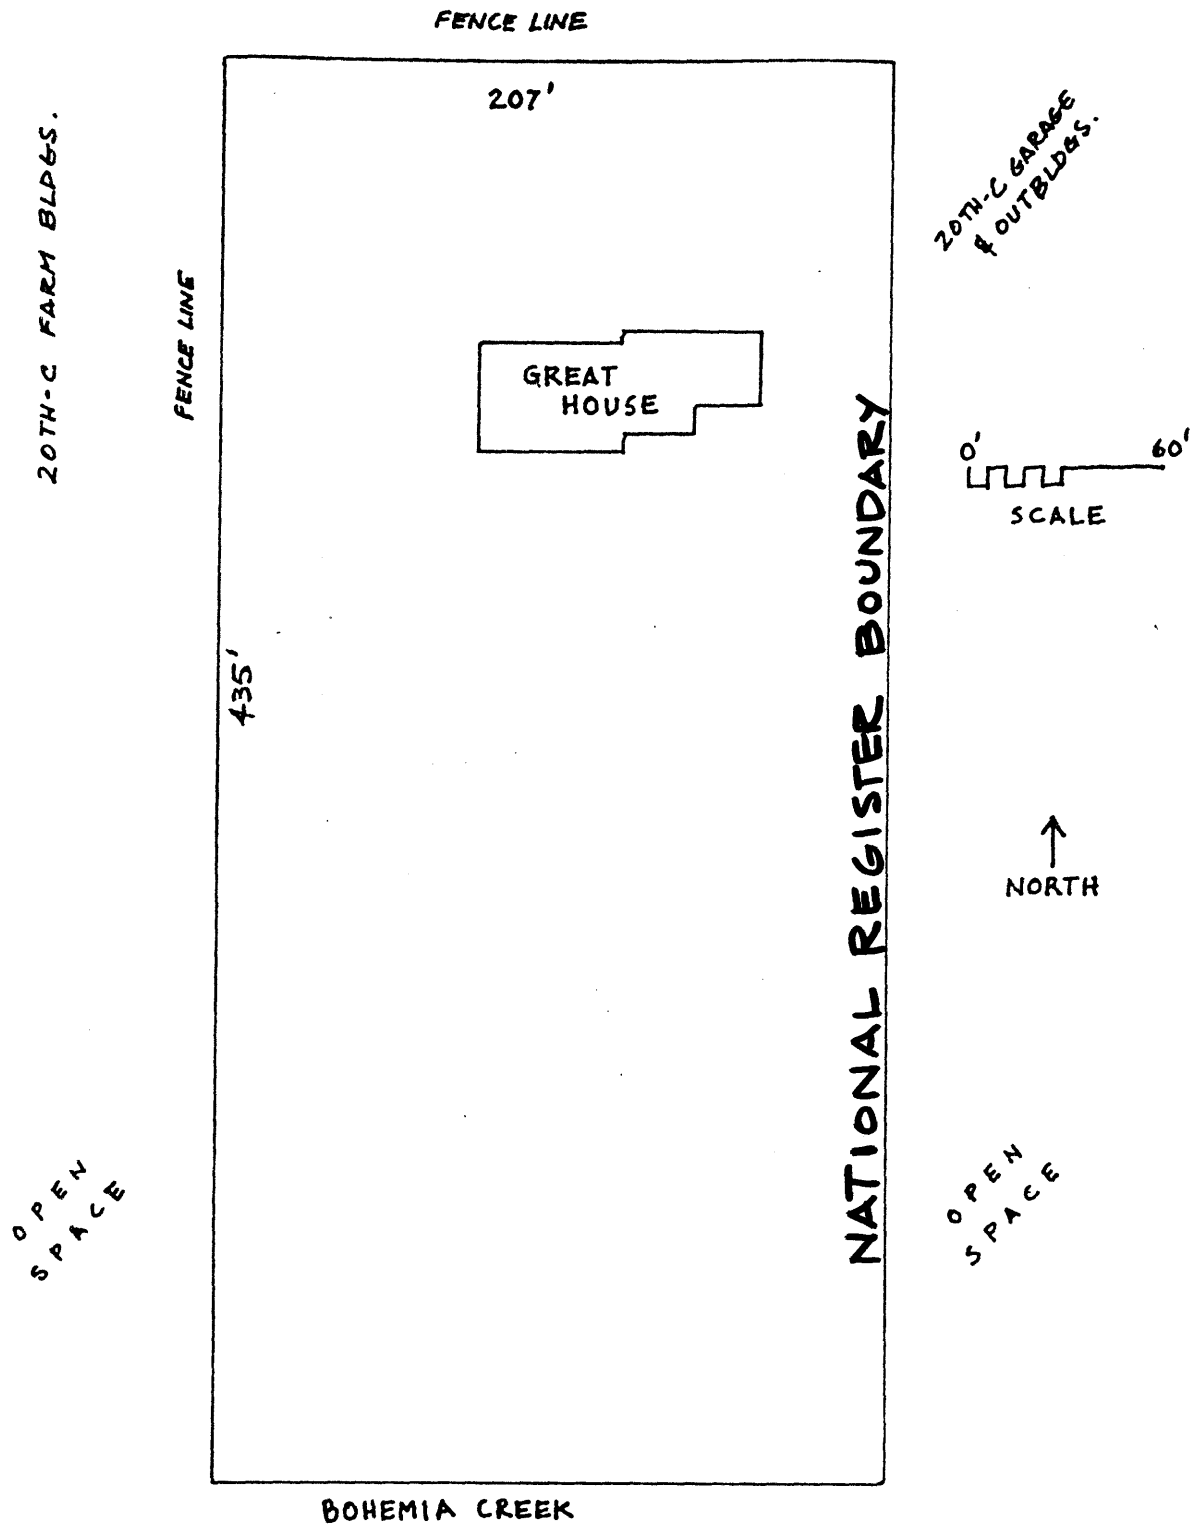 FENCE LINE
207'
20TH-C FARM BLDGS.
20TH-C GARAGE
& OUTBLDGS.
FENCE LINE
GREAT
HOUSE
0' 60'
SCALE
435'
NATIONAL REGISTER BOUNDARY
NORTH
OPEN
SPACE
OPEN
SPACE
BOHEMIA CREEK